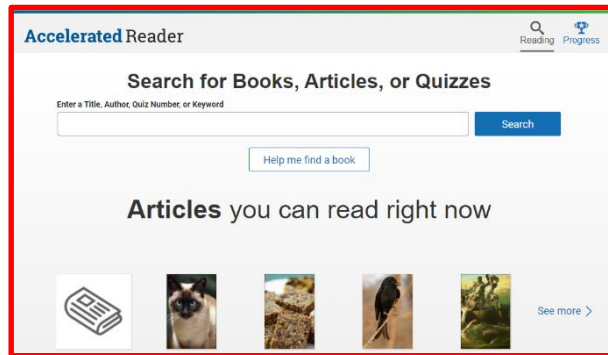 Accelerated Reader
Reading
Progress
Search for Books, Articles, or Quizzes
Enter a Title, Author, Quiz Number, or Keyword
Search
Help me find a book
Articles you can read right now
See more >